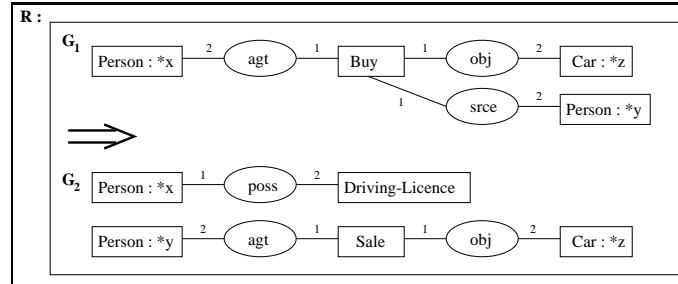 R :
G1
2 1 1 2
Person : *x agt Buy obj Car : *z
1 2
srce Person : *y
G2
1 2
Person : *x poss Driving-Licence
2 1 1 2
Person : *y agt Sale obj Car : *z